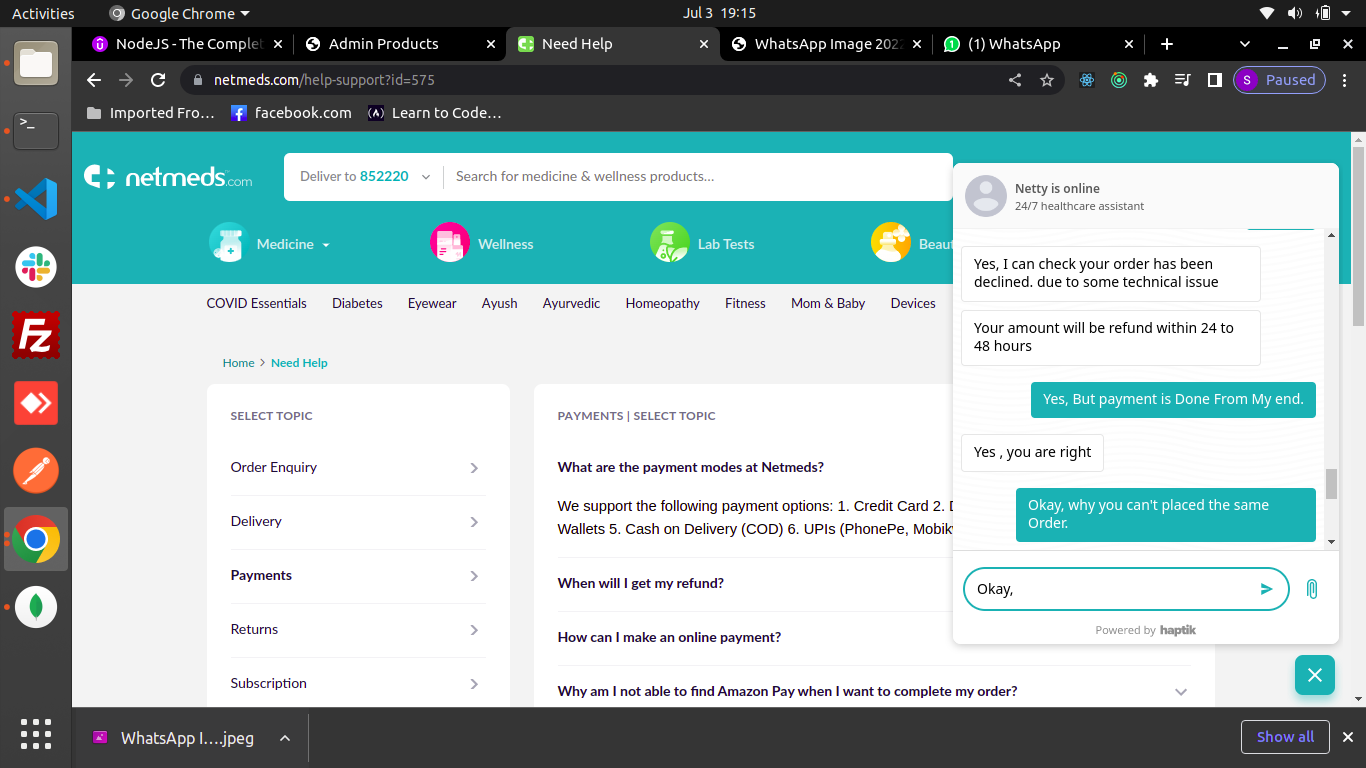 Activities
Google Chrome
Jul 3 19:15
NodeJS - The Complet
Admin Products
Need Help
WhatsApp Image 202
(1) WhatsApp
netmeds.com/help-support?id=575
S
Paused
Imported Fro...
facebook.com
Learn to Code...
netmeds.com
Deliver to 852220
Search for medicine & wellness products...
Medicine
Wellness
Lab Tests
Beaut
COVID Essentials
Diabetes
Eyewear
Ayush
Ayurvedic
Homeopathy
Fitness
Mom & Baby
Devices
Home > Need Help
SELECT TOPIC
Order Enquiry
Delivery
Payments
Returns
Subscription
PAYMENTS | SELECT TOPIC
What are the payment modes at Netmeds?
We support the following payment options: 1. Credit Card 2. D
Wallets 5. Cash on Delivery (COD) 6. UPIs (PhonePe, Mobikw
When will I get my refund?
How can I make an online payment?
Why am I not able to find Amazon Pay when I want to complete my order?
Netty is online
24/7 healthcare assistant
Yes, I can check your order has been
declined. due to some technical issue
Your amount will be refund within 24 to
48 hours
Yes, But payment is Done From My end.
Yes , you are right
Okay, why you can't placed the same
Order.
Okay,
Powered by haptik
WhatsApp I....jpeg
Show all